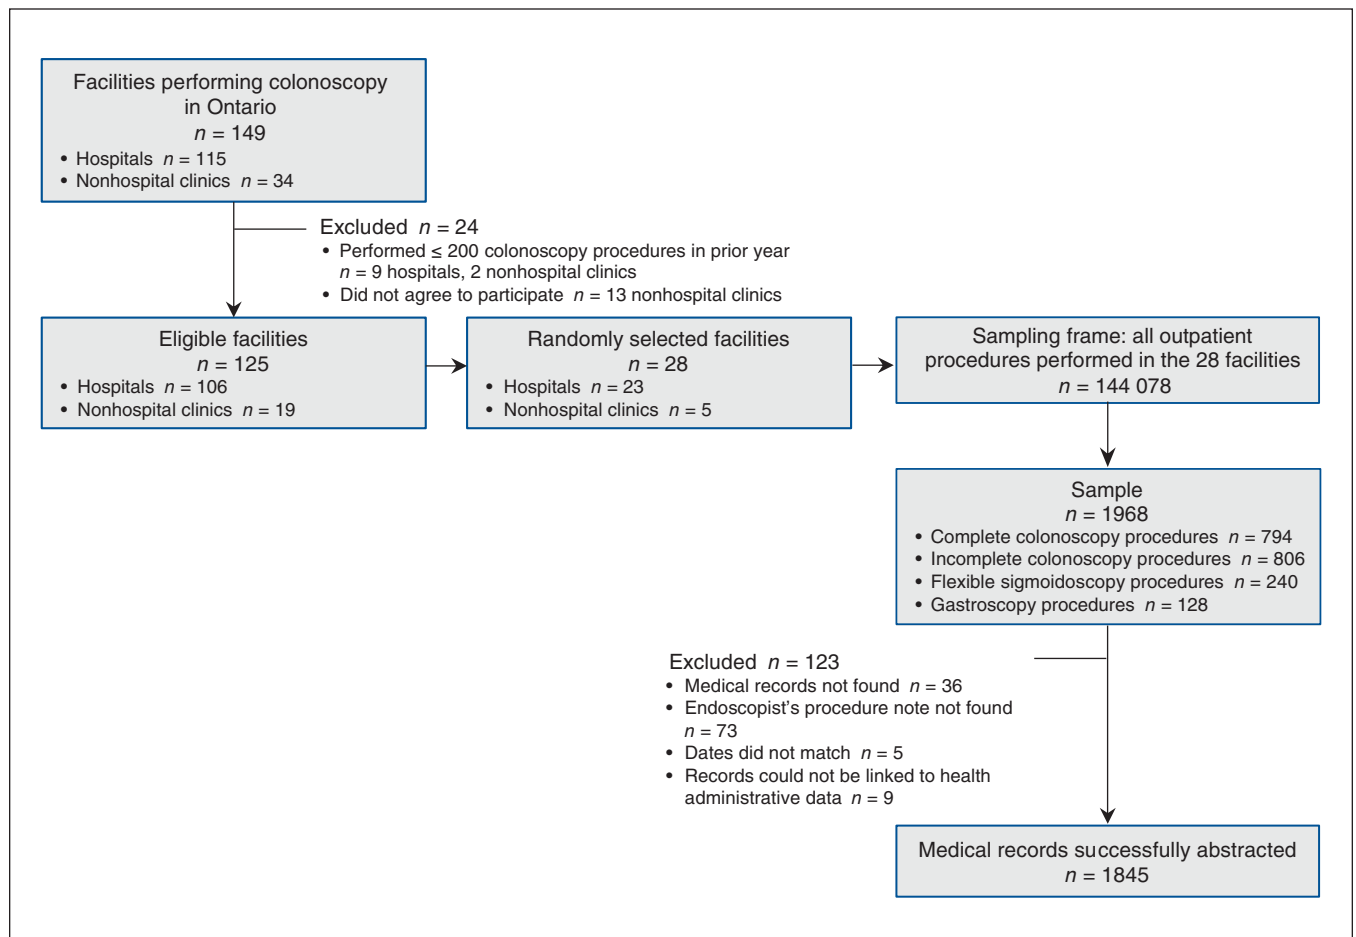 Facilities performing colonoscopy
in Ontario
n = 149
• Hospitals n = 115
• Nonhospital clinics n = 34
Excluded n = 24
• Performed ≤ 200 colonoscopy procedures in prior year
n = 9 hospitals, 2 nonhospital clinics
• Did not agree to participate n = 13 nonhospital clinics
Eligible facilities
n = 125
• Hospitals n = 106
• Nonhospital clinics n = 19
Randomly selected facilities
n = 28
• Hospitals n = 23
• Nonhospital clinics n = 5
Sampling frame: all outpatient
procedures performed in the 28 facilities
n = 144 078
Sample
n = 1968
• Complete colonoscopy procedures n = 794
• Incomplete colonoscopy procedures n = 806
• Flexible sigmoidoscopy procedures n = 240
• Gastroscopy procedures n = 128
Excluded n = 123
• Medical records not found n = 36
• Endoscopist’s procedure note not found
n = 73
• Dates did not match n = 5
• Records could not be linked to health
administrative data n = 9
Medical records successfully abstracted
n = 1845